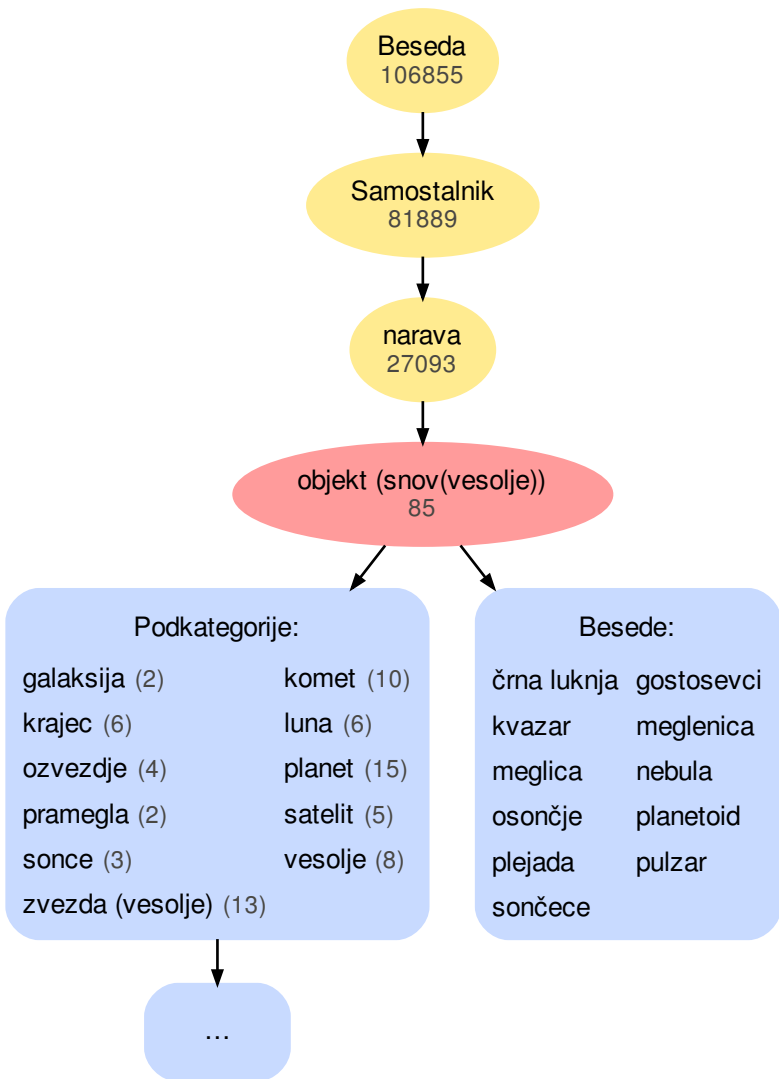 Beseda
106855
Samostalnik
81889
narava
27093
objekt (snov(vesolje))
85
Podkategorije:
galaksija (2) komet (10)
krajec (6) luna (6)
ozvezdje (4) planet (15)
pramegla (2) satelit (5)
sonce (3) vesolje (8)
zvezda (vesolje) (13)
Besede:
črna luknja gostosevci
kvazar meglenica
meglica nebula
osončje planetoid
plejada pulzar
sončece
...